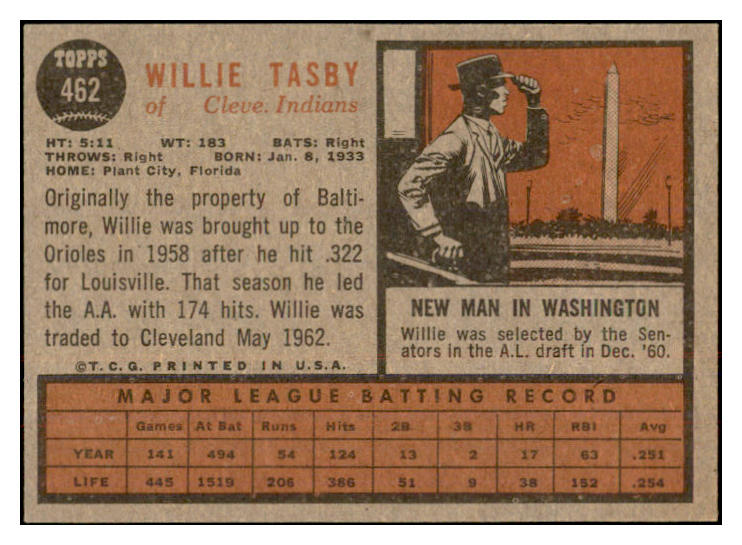 TOPPS
462
WILLIE TASBY
of Cleve. Indians
HT: 5:11 WT: 183 BATS: Right
THROWS: Right BORN: Jan. 8, 1933
HOME: Plant City, Florida
Originally the property of Balti-
more, Willie was brought up to the
Orioles in 1958 after he hit .322
for Louisville. That season he led
the A.A. with 174 hits. Willie was
traded to Cleveland May 1962.
©T.C.G. PRINTED IN U.S.A.
NEW MAN IN WASHINGTON
Willie was selected by the Sen-
ators in the A.L. draft in Dec. '60.
MAJOR LEAGUE BATTING RECORD
Games At Bat Runs Hits 2B 3B HR RBI Avg
YEAR 141 494 54 124 13 2 17 63 .251
LIFE 445 1519 206 386 51 9 38 152 .254